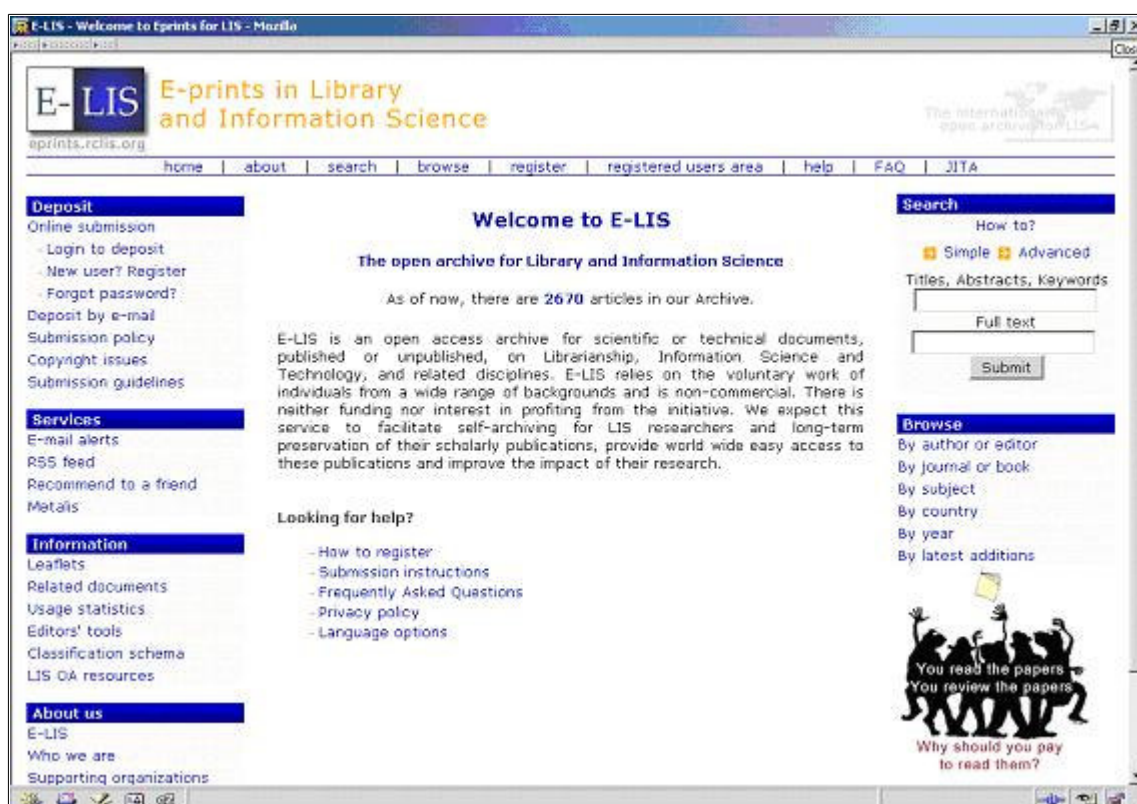 E-LIS - Welcome to Eprints for LIS - Mozilla
Clos
E-LIS
E-prints in Library
and Information Science
eprints.rclis.org
The international
open archive for LIS
home | about | search | browse | register | registered users area | help | FAQ | JITA
Deposit
Online submission
- Login to deposit
- New user? Register
- Forgot password?
Deposit by e-mail
Submission policy
Copyright issues
Submission guidelines
Services
E-mail alerts
RSS feed
Recommend to a friend
Metalis
Information
Leaflets
Related documents
Usage statistics
Editors' tools
Classification schema
LIS OA resources
About us
E-LIS
Who we are
Supporting organizations
Welcome to E-LIS
The open archive for Library and Information Science
As of now, there are 2670 articles in our Archive.
E-LIS is an open access archive for scientific or technical documents,
published or unpublished, on Librarianship, Information Science and
Technology, and related disciplines. E-LIS relies on the voluntary work of
individuals from a wide range of backgrounds and is non-commercial. There is
neither funding nor interest in profiting from the initiative. We expect this
service to facilitate self-archiving for LIS researchers and long-term
preservation of their scholarly publications, provide world wide easy access to
these publications and improve the impact of their research.
Looking for help?
- How to register
- Submission instructions
- Frequently Asked Questions
- Privacy policy
- Language options
Search
How to?
Simple Advanced
Titles, Abstracts, Keywords
Full text
Submit
Browse
By author or editor
By journal or book
By subject
By country
By year
By latest additions
You read the papers
You review the papers
Why should you pay
to read them?